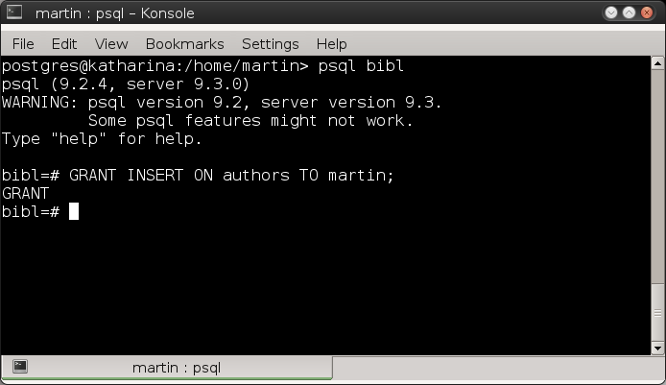 martin : psql – Konsole
File Edit View Bookmarks Settings Help
postgres@katharina:/home/martin> psql bibl
psql (9.2.4, server 9.3.0)
WARNING: psql version 9.2, server version 9.3.
         Some psql features might not work.
Type "help" for help.

bibl=# GRANT INSERT ON authors TO martin;
GRANT
bibl=#
martin : psql